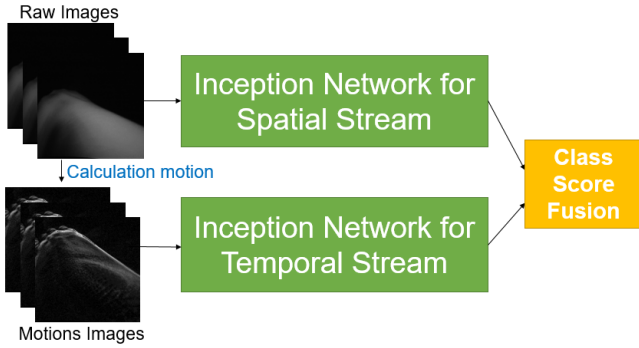 Raw Images
Inception Network for
Spatial Stream
Class
Score
Fusion
Calculation motion
Inception Network for
Temporal Stream
Motions Images